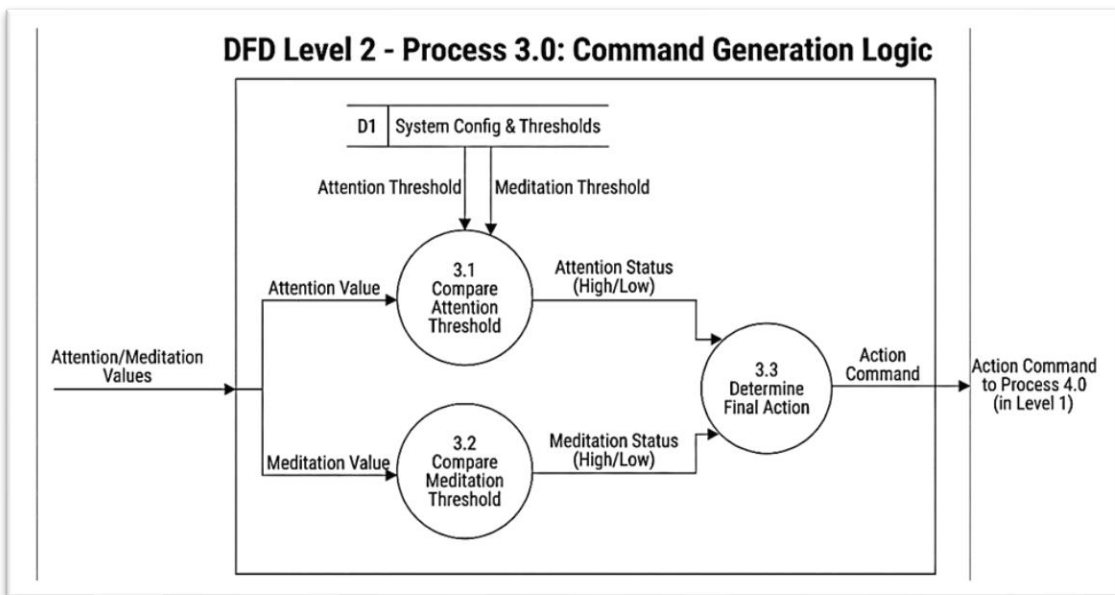 DFD Level 2 - Process 3.0: Command Generation Logic
D1 System Config & Thresholds
Attention Threshold
Meditation Threshold
3.1
Compare
Attention
Threshold
Attention Value
Attention Status
(High/Low)
Attention/Meditation
Values
3.3
Determine
Final Action
Action
Command
Action Command
to Process 4.0
(in Level 1)
Meditation Value
3.2
Compare
Meditation
Threshold
Meditation Status
(High/Low)